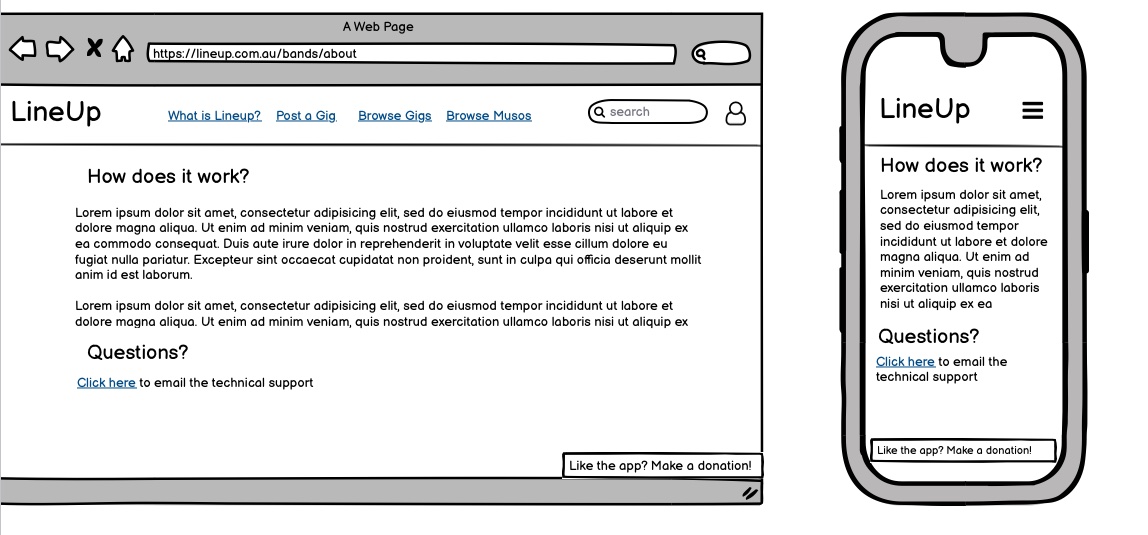 A Web Page
https://lineup.com.au/bands/about
LineUp
What is Lineup? Post a Gig Browse Gigs Browse Musos
search
How does it work?
Lorem ipsum dolor sit amet, consectetur adipisicing elit, sed do eiusmod tempor incididunt ut labore et
dolore magna aliqua. Ut enim ad minim veniam, quis nostrud exercitation ullamco laboris nisi ut aliquip ex
ea commodo consequat. Duis aute irure dolor in reprehenderit in voluptate velit esse cillum dolore eu
fugiat nulla pariatur. Excepteur sint occaecat cupidatat non proident, sunt in culpa qui officia deserunt mollit
anim id est laborum.
Lorem ipsum dolor sit amet, consectetur adipisicing elit, sed do eiusmod tempor incididunt ut labore et
dolore magna aliqua. Ut enim ad minim veniam, quis nostrud exercitation ullamco laboris nisi ut aliquip ex
Questions?
Click here to email the technical support
Like the app? Make a donation!
LineUp
How does it work?
Lorem ipsum dolor sit amet,
consectetur adipisicing elit,
sed do eiusmod tempor
incididunt ut labore et dolore
magna aliqua. Ut enim ad
minim veniam, quis nostrud
exercitation ullamco laboris
nisi ut aliquip ex ea
Questions?
Click here to email the
technical support
Like the app? Make a donation!